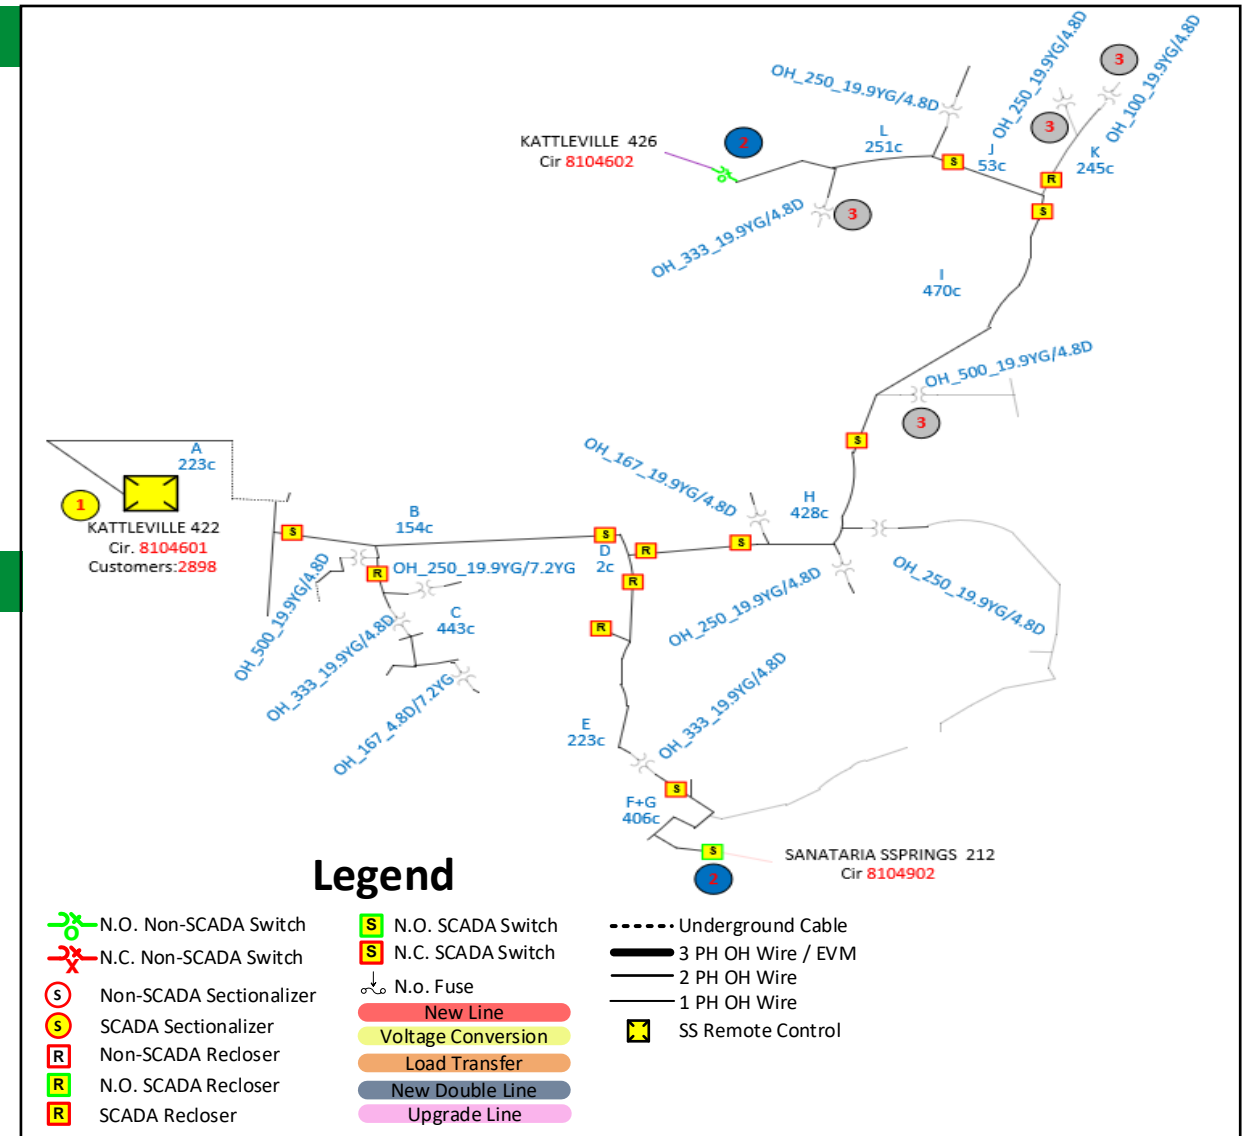 OH_250_19.9YG/4.8D
OH_250_19.9YG/4.8D
OH_100_19.9YG/4.8D
3
3
KATTLEVILLE 426
Cir 8104602
2
L
251c
S
J
53c
K
245c
R
S
OH_333_19.9YG/4.8D
3
I
470c
OH_500_19.9YG/4.8D
3
S
A
223c
1
KATTLEVILLE 422
Cir. 8104601
Customers:2898
OH_167_19.9YG/4.8D
B
154c
H
428c
S
S
D
2c
R
S
R
R
OH_250_19.9YG/7.2YG
OH_500_19.9YG/4.8D
C
443c
OH_333_19.9YG/4.8D
OH_167_4.8D/7.2YG
R
OH_250_19.9YG/4.8D
OH_250_19.9YG/4.8D
E
223c
OH_333_19.9YG/4.8D
S
F+G
406c
S
2
SANATARIA SSPRINGS 212
Cir 8104902
Legend
N.O. Non-SCADA Switch
N.C. Non-SCADA Switch
S Non-SCADA Sectionalizer
S SCADA Sectionalizer
R Non-SCADA Recloser
R N.O. SCADA Recloser
R SCADA Recloser
S N.O. SCADA Switch
S N.C. SCADA Switch
N.o. Fuse
New Line
Voltage Conversion
Load Transfer
New Double Line
Upgrade Line
Underground Cable
3 PH OH Wire / EVM
2 PH OH Wire
1 PH OH Wire
SS Remote Control